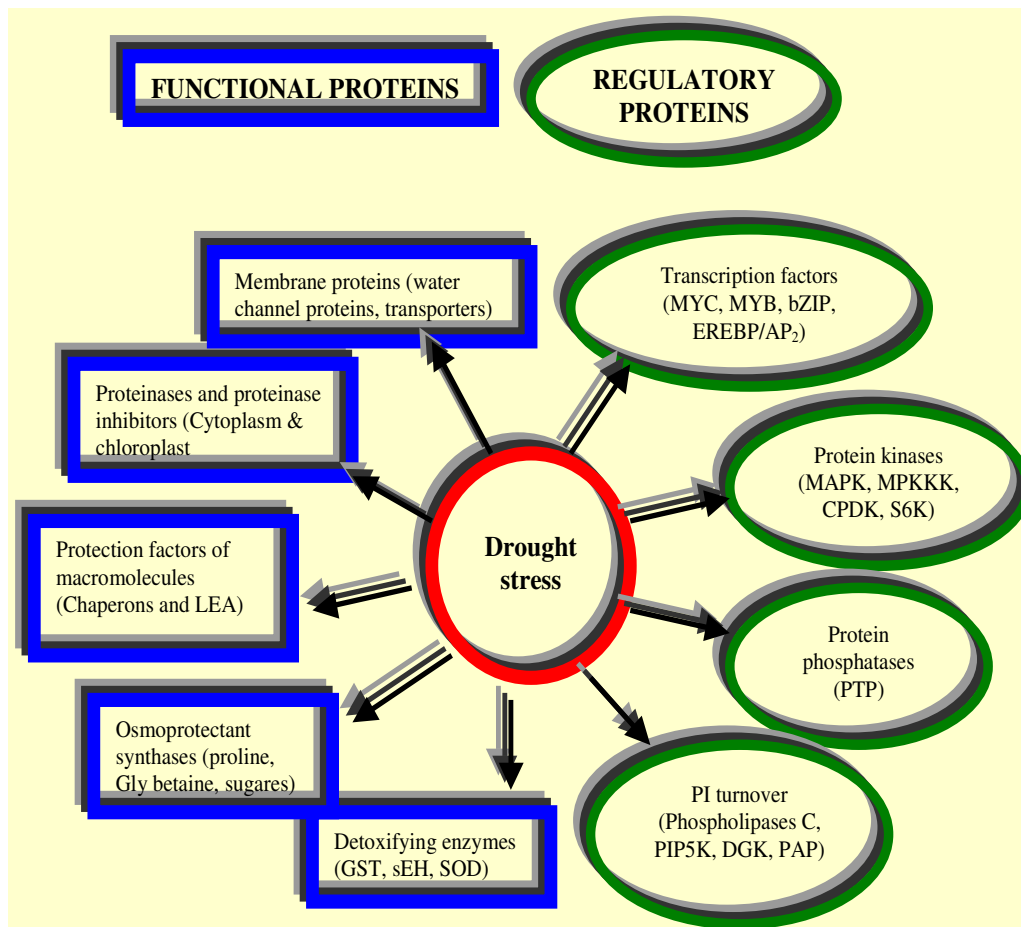 FUNCTIONAL PROTEINS
REGULATORY
PROTEINS
Membrane proteins (water
channel proteins, transporters)
Transcription factors
(MYC, MYB, bZIP,
EREBP/AP₂)
Proteinases and proteinase
inhibitors (Cytoplasm &
chloroplast
Protein kinases
(MAPK, MPKKK,
CPDK, S6K)
Drought
stress
Protection factors of
macromolecules
(Chaperons and LEA)
Protein
phosphatases
(PTP)
Osmoprotectant
synthases (proline,
Gly betaine, sugares)
PI turnover
(Phospholipases C,
PIP5K, DGK, PAP)
Detoxifying enzymes
(GST, sEH, SOD)